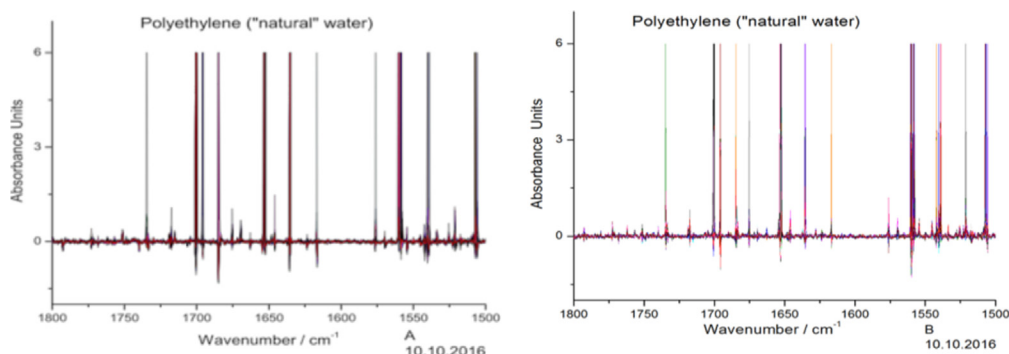 Polyethylene ("natural" water)
Absorbance Units
6
3
0
1800
1750
1700
1650
1600
1550
1500
Wavenumber / cm⁻¹
A
10.10.2016
Polyethylene ("natural" water)
Absorbance Units
6
3
0
1800
1750
1700
1650
1600
1550
1500
Wavenumber / cm⁻¹
B
10.10.2016